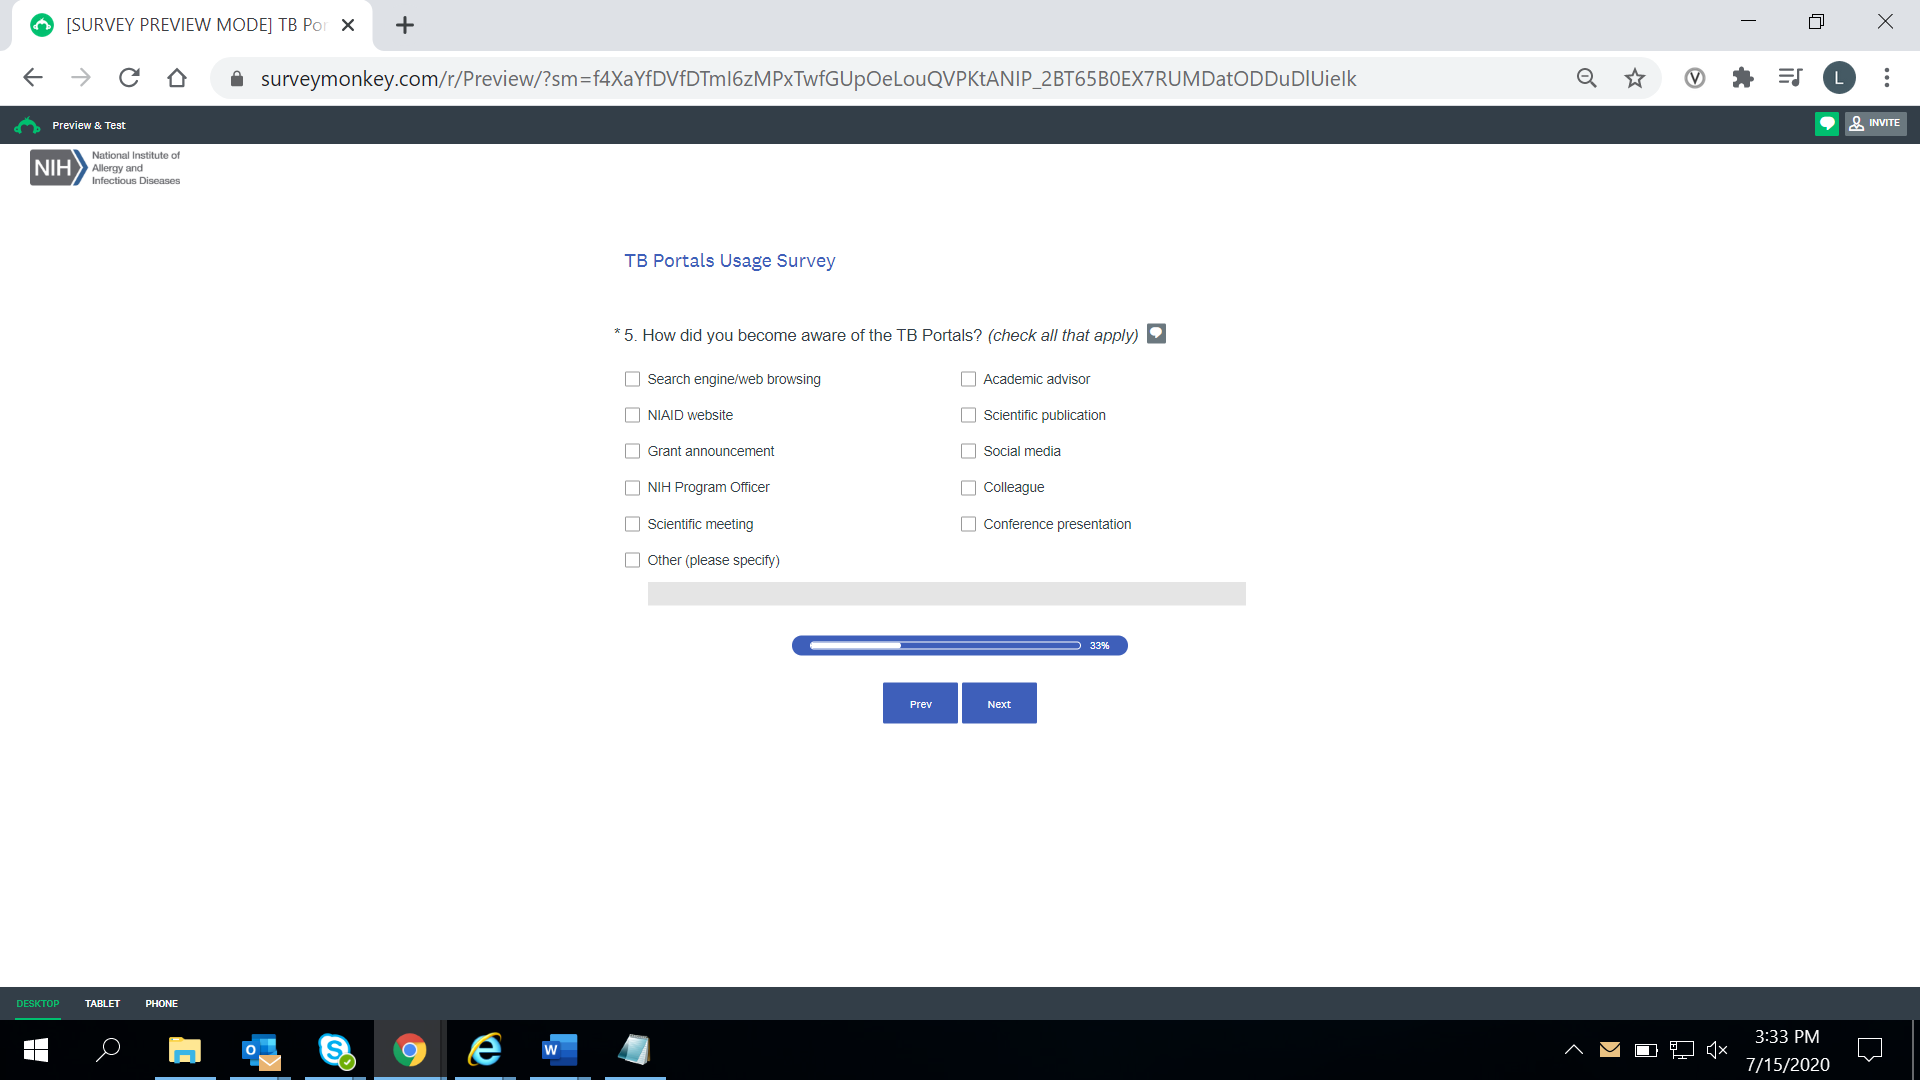 [SURVEY PREVIEW MODE] TB Por
surveymonkey.com/r/Preview/?sm=f4XaYfDVfDTmI6zMPxTwfGUpOeLouQVPKtANIP_2BT65B0EX7RUMDatODDuDlUieIk
L
Preview & Test
INVITE
NIH
National Institute of
Allergy and
Infectious Diseases
TB Portals Usage Survey
* 5. How did you become aware of the TB Portals? (check all that apply)
Search engine/web browsing
Academic advisor
NIAID website
Scientific publication
Grant announcement
Social media
NIH Program Officer
Colleague
Scientific meeting
Conference presentation
Other (please specify)
33%
Prev
Next
DESKTOP
TABLET
PHONE
3:33 PM
7/15/2020